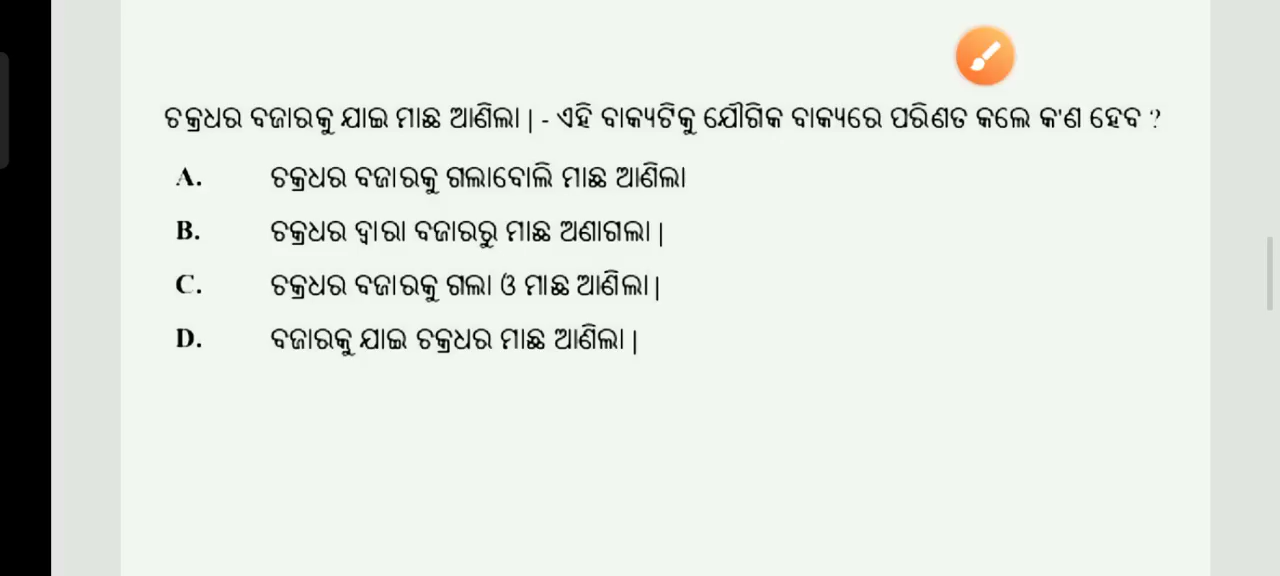 ଚକ୍ରଧର ବଜାରକୁ ଯାଇ ମାଛ ଆଣିଲା | - ଏହି ବାକ୍ୟଟିକୁ ଯୌଗିକ ବାକ୍ୟରେ ପରିଣତ କଲେ କ'ଣ ହେବ ?
A. ଚକ୍ରଧର ବଜାରକୁ ଗଲାବୋଲି ମାଛ ଆଣିଲା
B. ଚକ୍ରଧର ଦ୍ୱାରା ବଜାରରୁ ମାଛ ଅଣାଗଲା |
C. ଚକ୍ରଧର ବଜାରକୁ ଗଲା ଓ ମାଛ ଆଣିଲା |
D. ବଜାରକୁ ଯାଇ ଚକ୍ରଧର ମାଛ ଆଣିଲା |